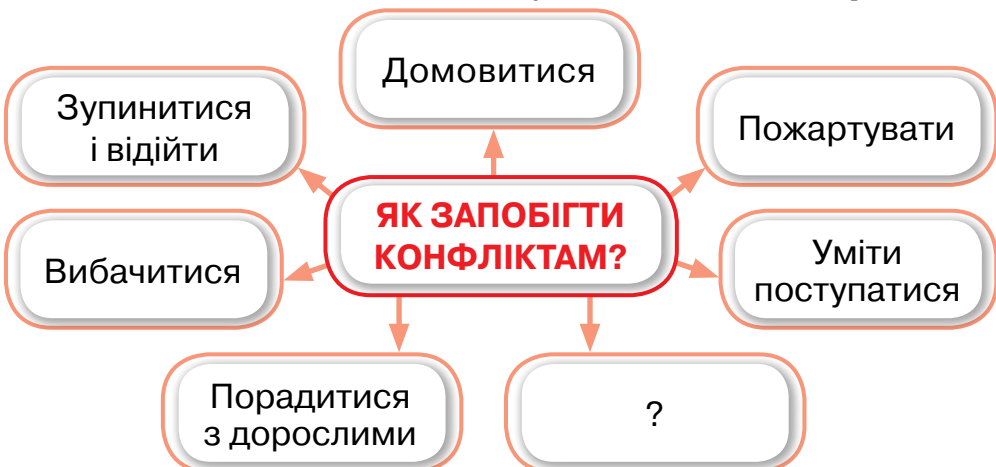 Домовитися
Зупинитися
і відійти
Пожартувати
ЯК ЗАПОБІГТИ
КОНФЛІКТАМ?
Вибачитися
Уміти
поступатися
Порадитися
з дорослими
?